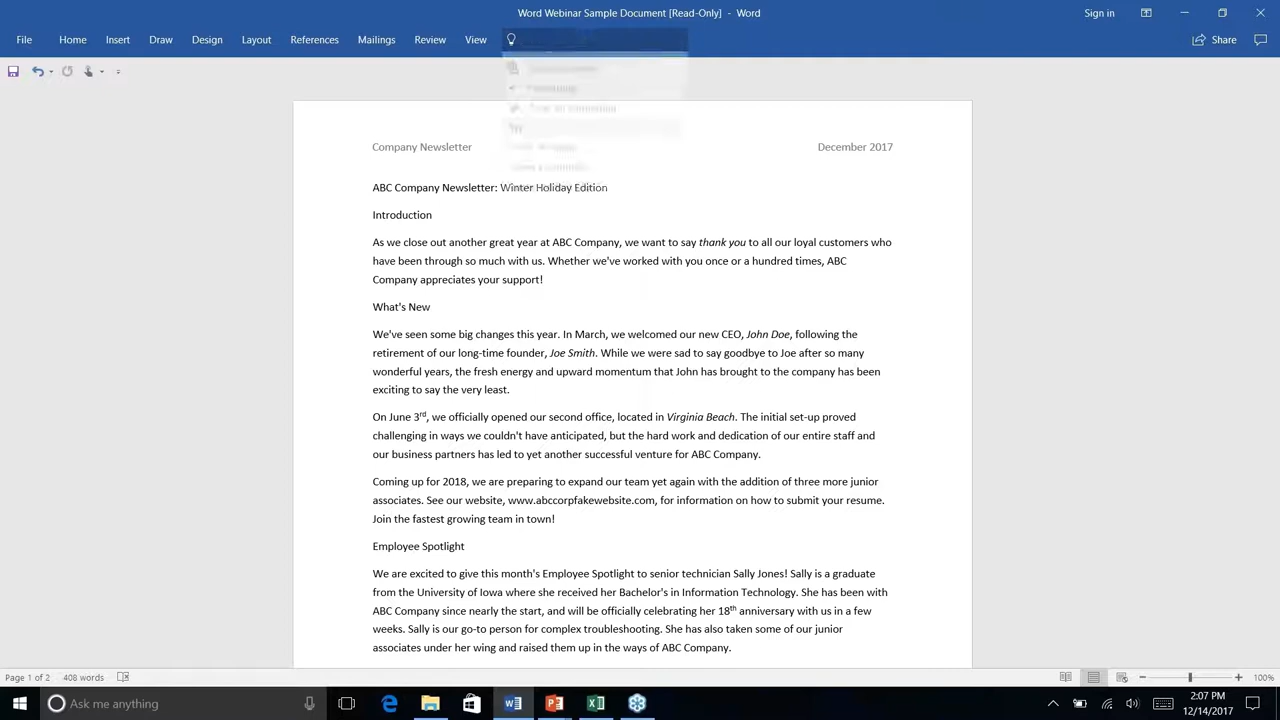 Word Sample Document [Read-Only] - Word
Sign in
File Home Insert Draw Design Layout References Mailings Review View
Share
Company Newsletter December 2017
ABC Company Newsletter: Winter Holiday Edition
Introduction
As we close out another great year at ABC Company, we want to say thank you to all our loyal customers who
have been through so much with us. Whether we've worked with you once or a hundred times, ABC
Company appreciates your support!
What's New
We've seen some big changes this year. In March, we welcomed our new CEO, John Doe, following the
retirement of our long-time founder, Joe Smith. While we were sad to say goodbye to Joe after so many
wonderful years, the fresh energy and upward momentum that John has brought to the company has been
exciting to say the very least.
On June 3rd, we officially opened our second office, located in Virginia Beach. The initial set-up proved
challenging in ways we couldn't have anticipated, but the hard work and dedication of our entire staff and
our business partners has led to yet another successful venture for ABC Company.
Coming up for 2018, we are preparing to expand our team yet again with the addition of three more junior
associates. See our website, www.abccorpfakewebsite.com, for information on how to submit your resume.
Join the fastest growing team in town!
Employee Spotlight
We are excited to give this month's Employee Spotlight to senior technician Sally Jones! Sally is a graduate
from the University of Iowa where she received her Bachelor's in Information Technology. She has been with
ABC Company since nearly the start, and will be officially celebrating her 18th anniversary with us in a few
weeks. Sally is our go-to person for complex troubleshooting. She has also taken some of our junior
associates under her wing and raised them up in the ways of ABC Company.
Page 1 of 2 408 words
100%
Ask me anything
2:07 PM
12/14/2017